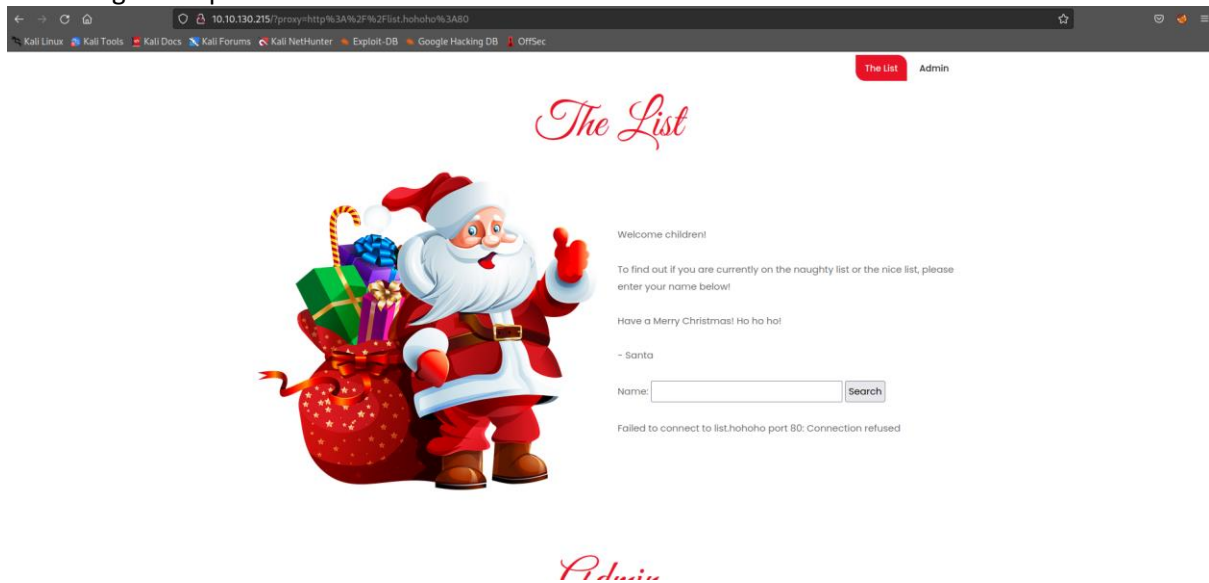 10.10.130.215/?proxy=http%3A%2F%2Flist.hohoho%3A80
Kali Linux Kali Tools Kali Docs Kali Forums Kali NetHunter Exploit-DB Google Hacking DB OffSec
The List Admin
The List
Welcome children!
To find out if you are currently on the naughty list or the nice list, please
enter your name below!
Have a Merry Christmas! Ho ho ho!
- Santa
Name: Search
Failed to connect to list.hohoho port 80: Connection refused
Admin